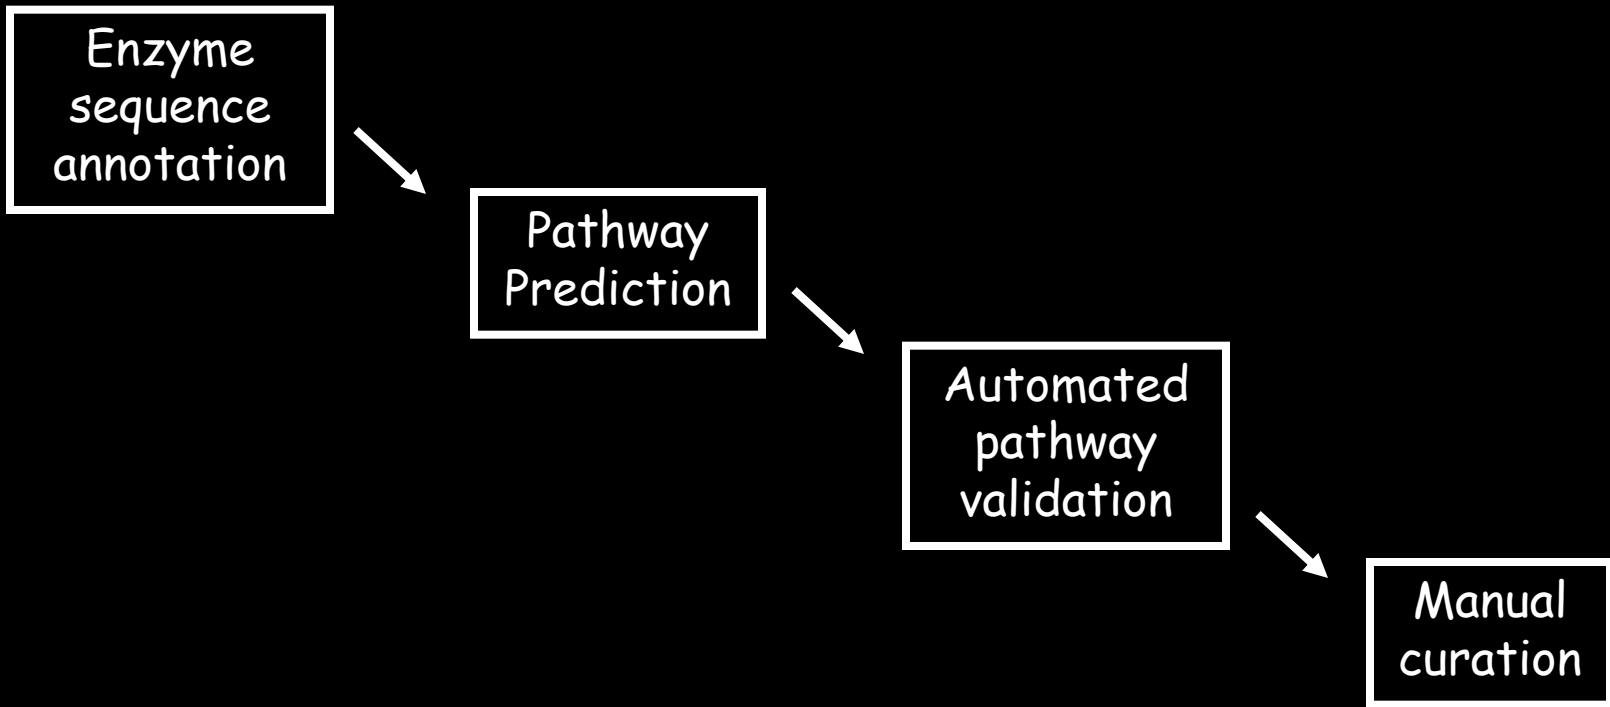 Enzyme
sequence
annotation
Pathway
Prediction
Automated
pathway
validation
Manual
curation